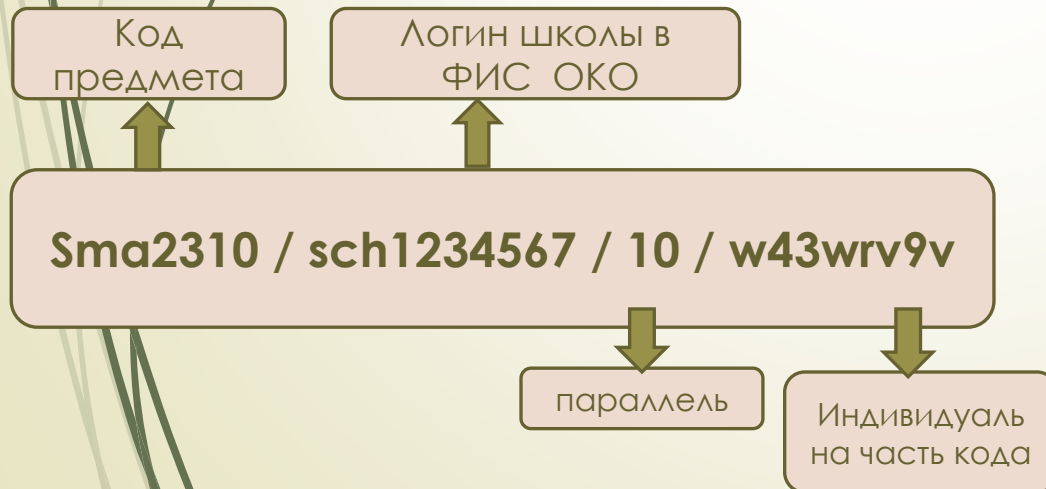 Код
предмета
Логин школы в
ФИС ОКО
Sma2310 / sch1234567 / 10 / w43wrv9v
параллель
Индивидуаль
на часть кода